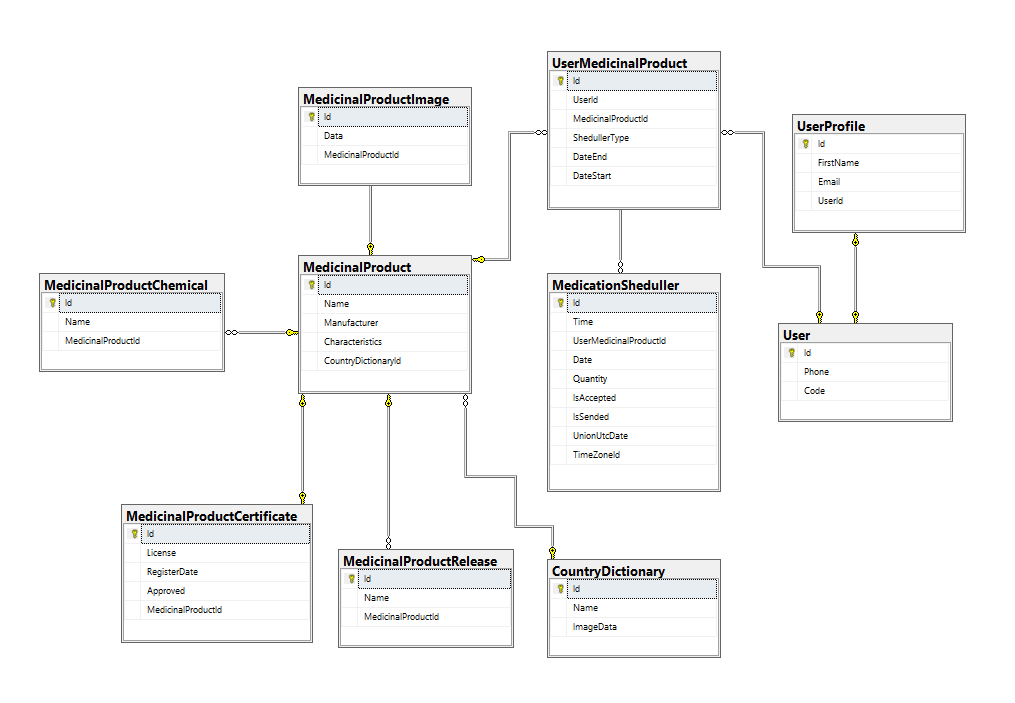 UserMedicinalProduct
Id
UserId
MedicinalProductId
ShedullerType
DateEnd
DateStart
MedicinalProductImage
Id
Data
MedicinalProductId
UserProfile
Id
FirstName
Email
UserId
MedicinalProduct
Id
Name
Manufacturer
Characteristics
CountryDictionaryId
MedicinalProductChemical
Id
Name
MedicinalProductId
MedicationSheduller
Id
Time
UserMedicinalProductId
Date
Quantity
IsAccepted
IsSended
UnionUtcDate
TimeZoneId
User
Id
Phone
Code
MedicinalProductCertificate
Id
License
RegisterDate
Approved
MedicinalProductId
MedicinalProductRelease
Id
Name
MedicinalProductId
CountryDictionary
Id
Name
ImageData